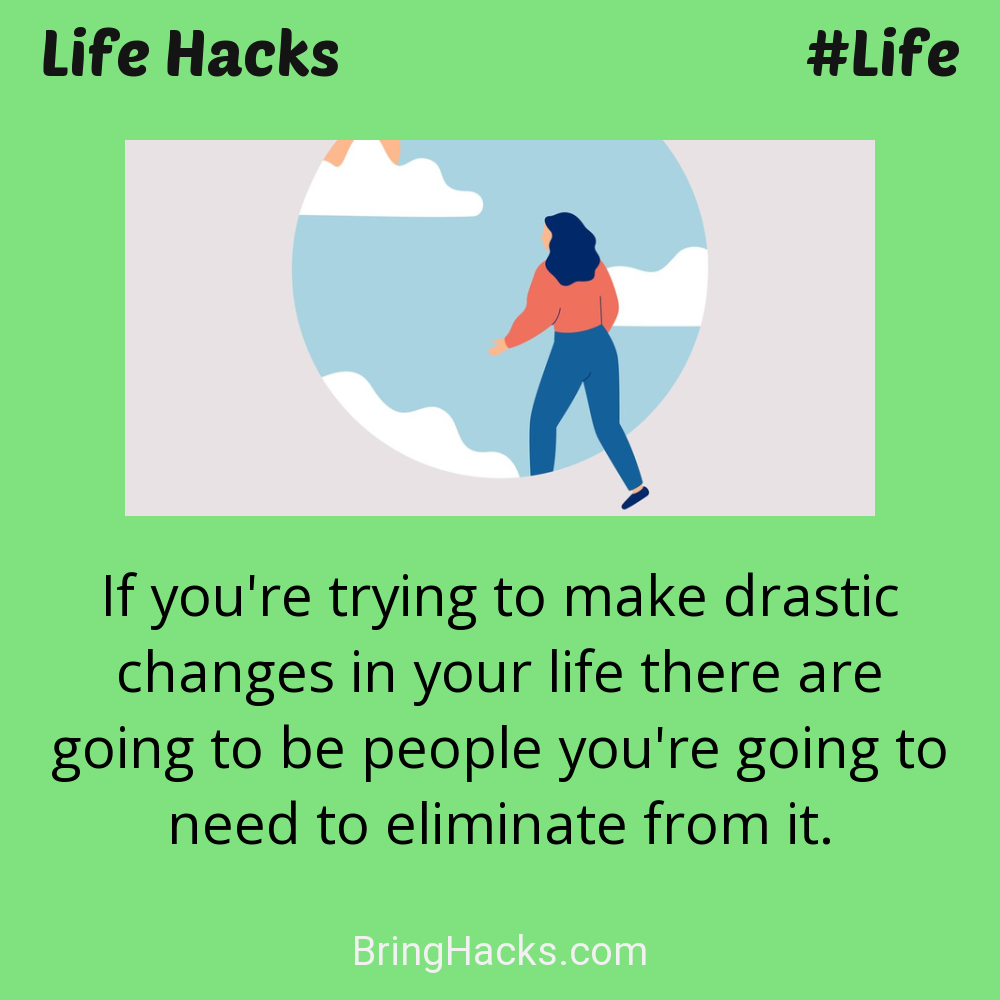 Life Hacks
#Life
If you're trying to make drastic
changes in your life there are
going to be people you're going to
need to eliminate from it.
BringHacks.com